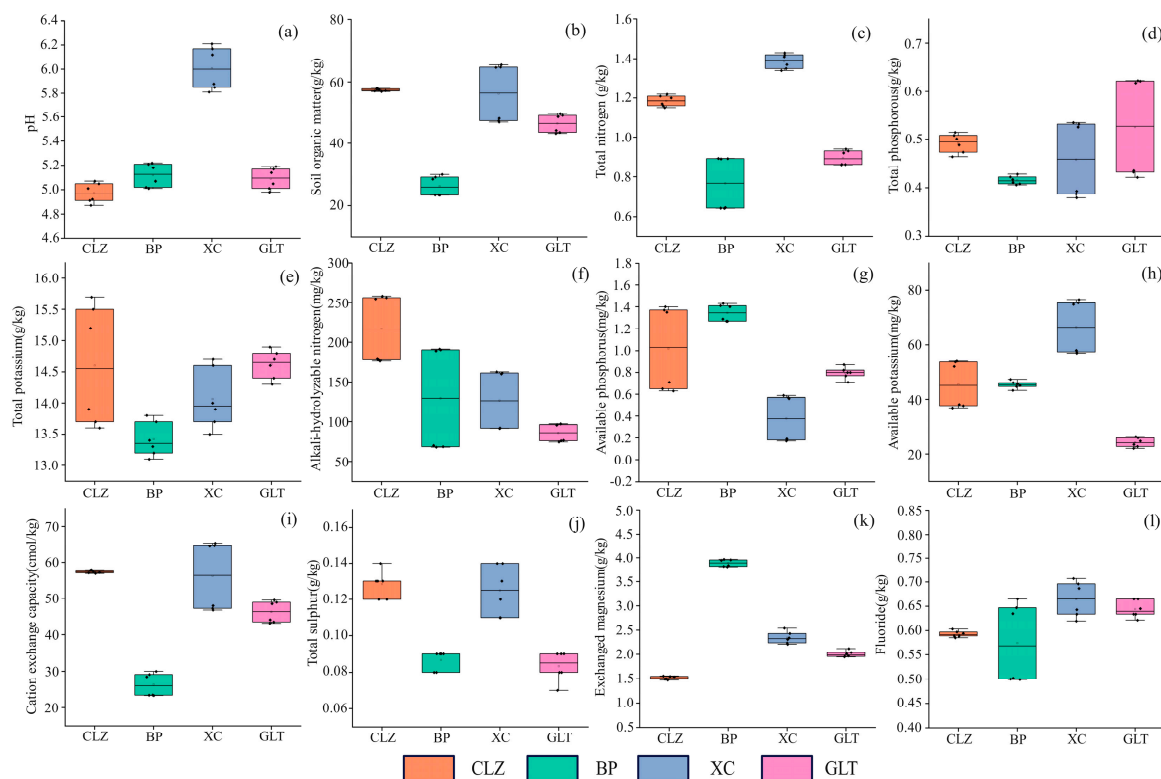 (a)
pH
6.4
6.2
6.0
5.8
5.6
5.4
5.2
5.0
4.8
4.6
CLZ BP XC GLT
(b)
Soil organic matter(g/kg)
80
60
40
20
CLZ BP XC GLT
(c)
Total nitrogen (g/kg)
1.6
1.4
1.2
1.0
0.8
0.6
CLZ BP XC GLT
(d)
Total phosphorous(g/kg)
0.7
0.6
0.5
0.4
0.3
CLZ BP XC GLT
(e)
Total potassium(g/kg)
16.0
15.5
15.0
14.5
14.0
13.5
13.0
CLZ BP XC GLT
(f)
Alkali-hydrolyzable nitrogen(mg/kg)
300
250
200
150
100
50
CLZ BP XC GLT
(g)
Available phosphorus(mg/kg)
1.8
1.6
1.4
1.2
1.0
0.8
0.6
0.4
0.2
0.0
-0.2
CLZ BP XC GLT
(h)
Available potassium(mg/kg)
80
60
40
20
CLZ BP XC GLT
(i)
Cation exchange capacity(cmol/kg)
70
60
50
40
30
20
CLZ BP XC GLT
(j)
Total sulphur(g/kg)
0.16
0.14
0.12
0.10
0.08
0.06
CLZ BP XC GLT
(k)
Exchanged magnesium(g/kg)
5.0
4.5
4.0
3.5
3.0
2.5
2.0
1.5
0.5
CLZ BP XC GLT
(l)
Fluoride(g/kg)
0.85
0.80
0.75
0.70
0.65
0.60
0.55
0.50
0.45
0.40
CLZ BP XC GLT
CLZ BP XC GLT